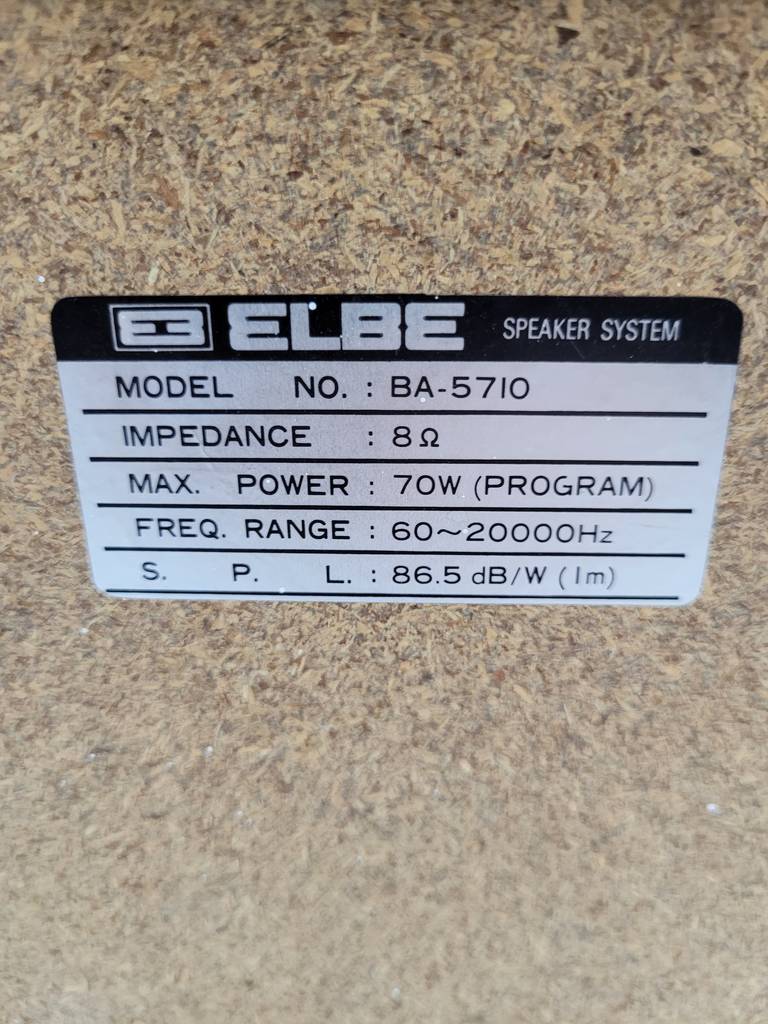 ELBE SPEAKER SYSTEM
MODEL NO. : BA-5710
IMPEDANCE : 8Ω
MAX. POWER : 70W (PROGRAM)
FREQ. RANGE : 60~20000Hz
S. P. L. : 86.5 dB/W (1m)